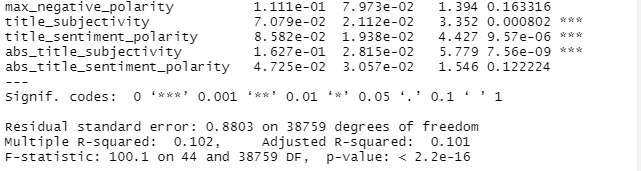 max_negative_polarity 1.111e-01 7.973e-02 1.394 0.163316
title_subjectivity 7.079e-02 2.112e-02 3.352 0.000802 ***
title_sentiment_polarity 8.582e-02 1.938e-02 4.427 9.57e-06 ***
abs_title_subjectivity 1.627e-01 2.815e-02 5.779 7.56e-09 ***
abs_title_sentiment_polarity 4.725e-02 3.057e-02 1.546 0.122224
---
Signif. codes: 0 ‘***’ 0.001 ‘**’ 0.01 ‘*’ 0.05 ‘.’ 0.1 ‘ ’ 1
Residual standard error: 0.8803 on 38759 degrees of freedom
Multiple R-squared: 0.102, Adjusted R-squared: 0.101
F-statistic: 100.1 on 44 and 38759 DF, p-value: < 2.2e-16